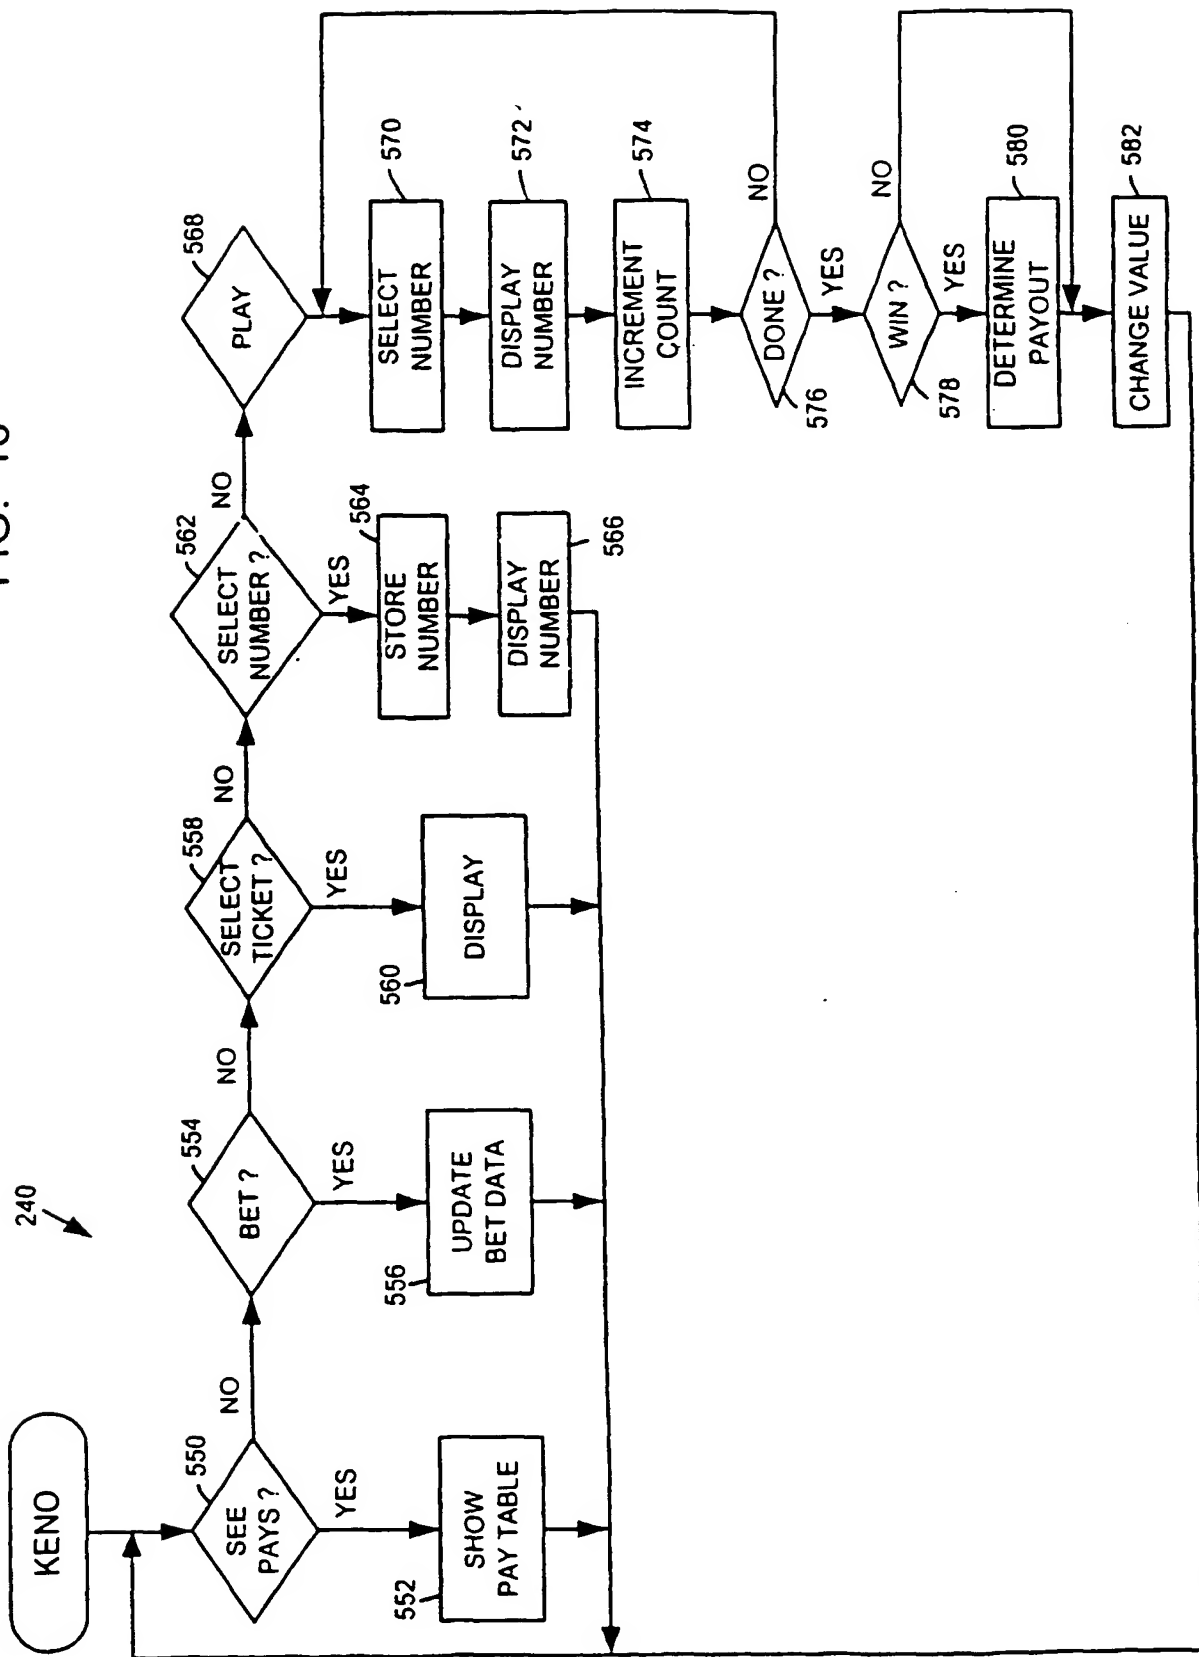 240
KENO
550
SEE
PAYS ?
NO
YES
552
SHOW
PAY TABLE
554
BET ?
NO
YES
556
UPDATE
BET DATA
558
SELECT
TICKET ?
NO
YES
560
DISPLAY
562
SELECT
NUMBER ?
NO
YES
564
STORE
NUMBER
566
DISPLAY
NUMBER
568
PLAY
570
SELECT
NUMBER
572
DISPLAY
NUMBER
574
INCREMENT
COUNT
576
DONE ?
NO
YES
578
WIN ?
NO
YES
580
DETERMINE
PAYOUT
582
CHANGE VALUE